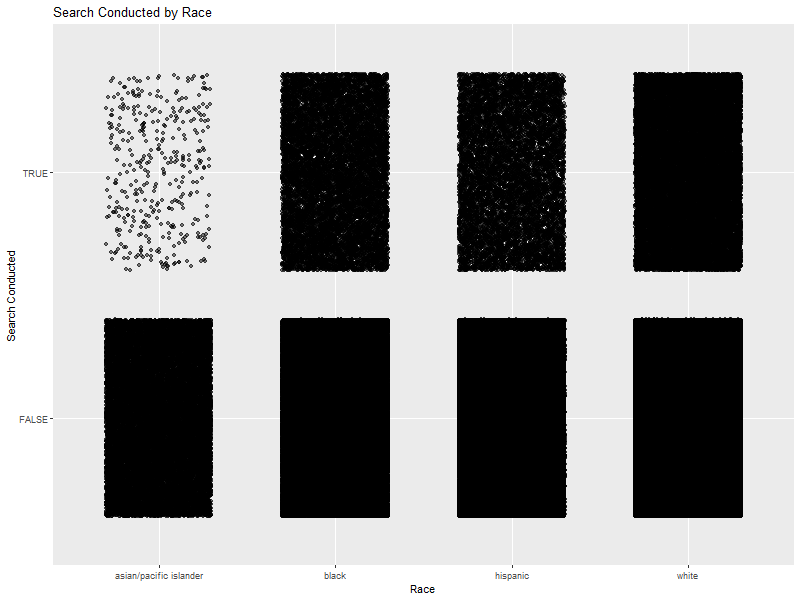 Search Conducted by Race
Search Conducted
TRUE
FALSE
asian/pacific islander
black
hispanic
white
Race